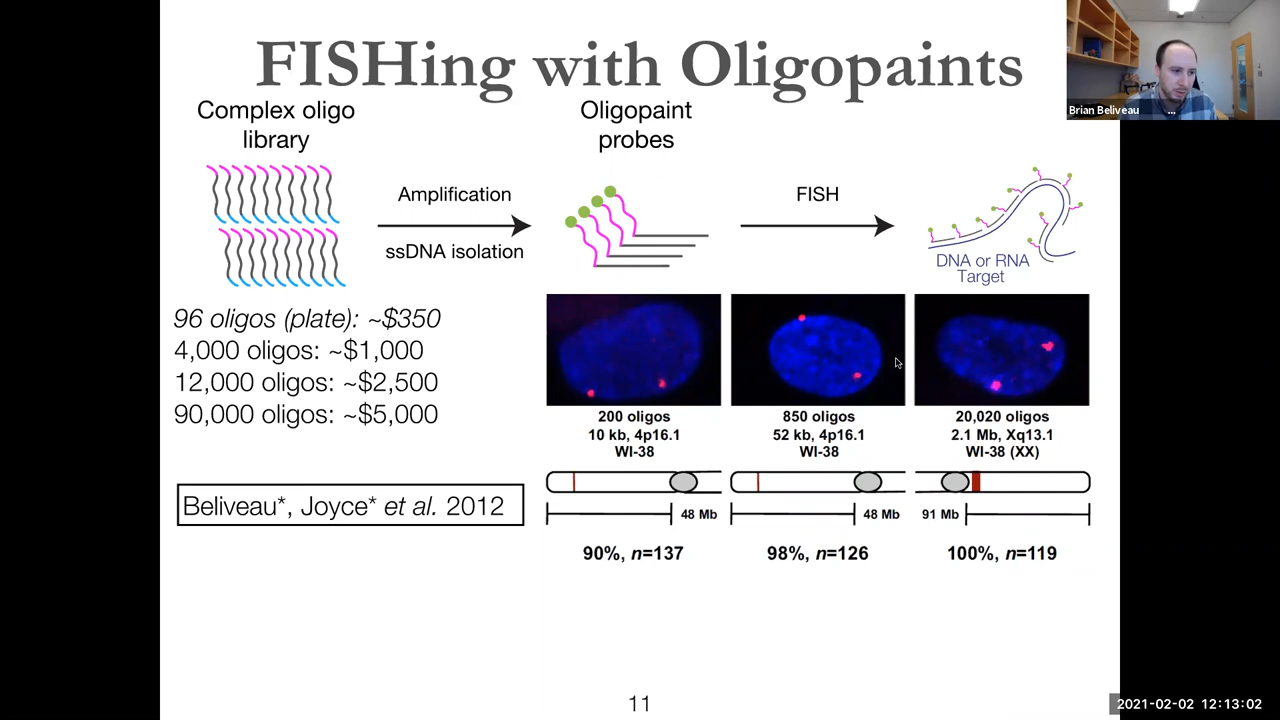 FISHing with Oligopaints
Brian Beliveau
...
Complex oligo
library
Oligopaint
probes
Amplification
ssDNA isolation
FISH
DNA or RNA
Target
96 oligos (plate): ~$350
4,000 oligos: ~$1,000
12,000 oligos: ~$2,500
90,000 oligos: ~$5,000
Beliveau*, Joyce* et al. 2012
200 oligos
10 kb, 4p16.1
WI-38
48 Mb
90%, n=137
850 oligos
52 kb, 4p16.1
WI-38
48 Mb
98%, n=126
20,020 oligos
2.1 Mb, Xq13.1
WI-38 (XX)
91 Mb
100%, n=119
11
2021-02-02 12:13:02